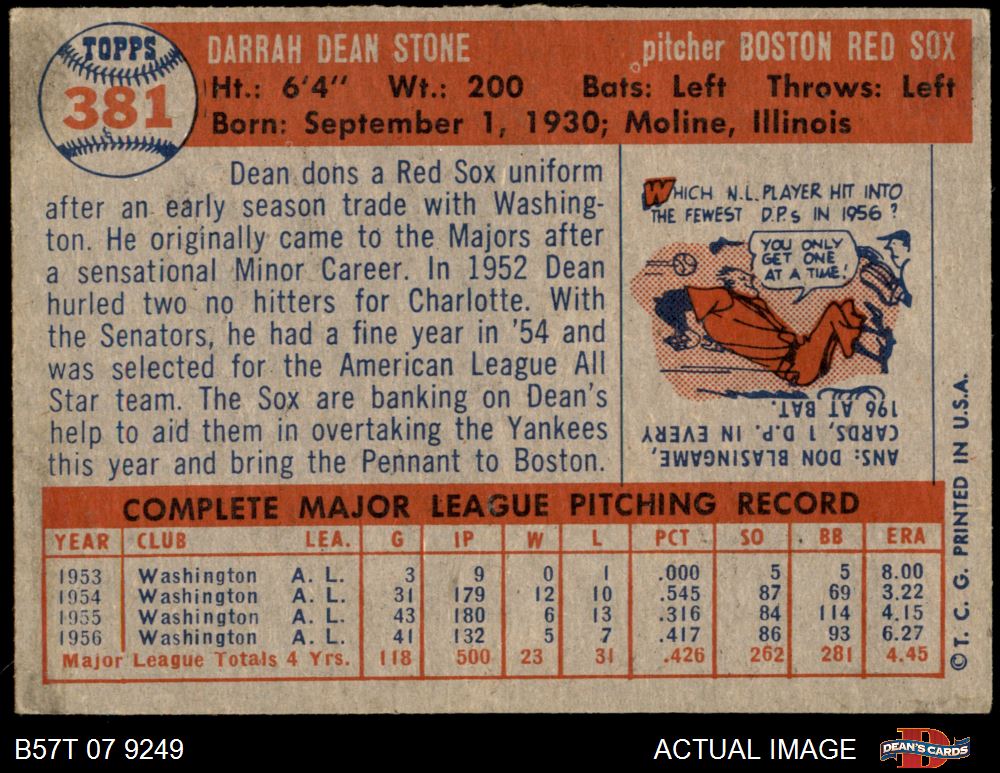 TOPPS
381
DARRAH DEAN STONE pitcher BOSTON RED SOX
Ht.: 6'4" Wt.: 200 Bats: Left Throws: Left
Born: September 1, 1930; Moline, Illinois
Dean dons a Red Sox uniform
after an early season trade with Washing-
ton. He originally came to the Majors after
a sensational Minor Career. In 1952 Dean
hurled two no hitters for Charlotte. With
the Senators, he had a fine year in '54 and
was selected for the American League All
Star team. The Sox are banking on Dean's
help to aid them in overtaking the Yankees
this year and bring the Pennant to Boston.
WHICH N.L. PLAYER HIT INTO
THE FEWEST D.P.s IN 1956?
YOU ONLY
GET ONE
AT A TIME!
ANS: DON BLASINGAME,
CARDS, 1 D.P. IN EVERY
196 AT BAT.
COMPLETE MAJOR LEAGUE PITCHING RECORD
YEAR CLUB LEA. G IP W L PCT SO BB ERA
1953 Washington A. L. 3 9 0 1 .000 5 5 8.00
1954 Washington A. L. 31 179 12 10 .545 87 69 3.22
1955 Washington A. L. 43 180 6 13 .316 84 114 4.15
1956 Washington A. L. 41 132 5 7 .417 86 93 6.27
Major League Totals 4 Yrs. 118 500 23 31 .426 262 281 4.45
© T. C. G. PRINTED IN U.S.A.
B57T 07 9249 ACTUAL IMAGE
DEAN'S CARDS